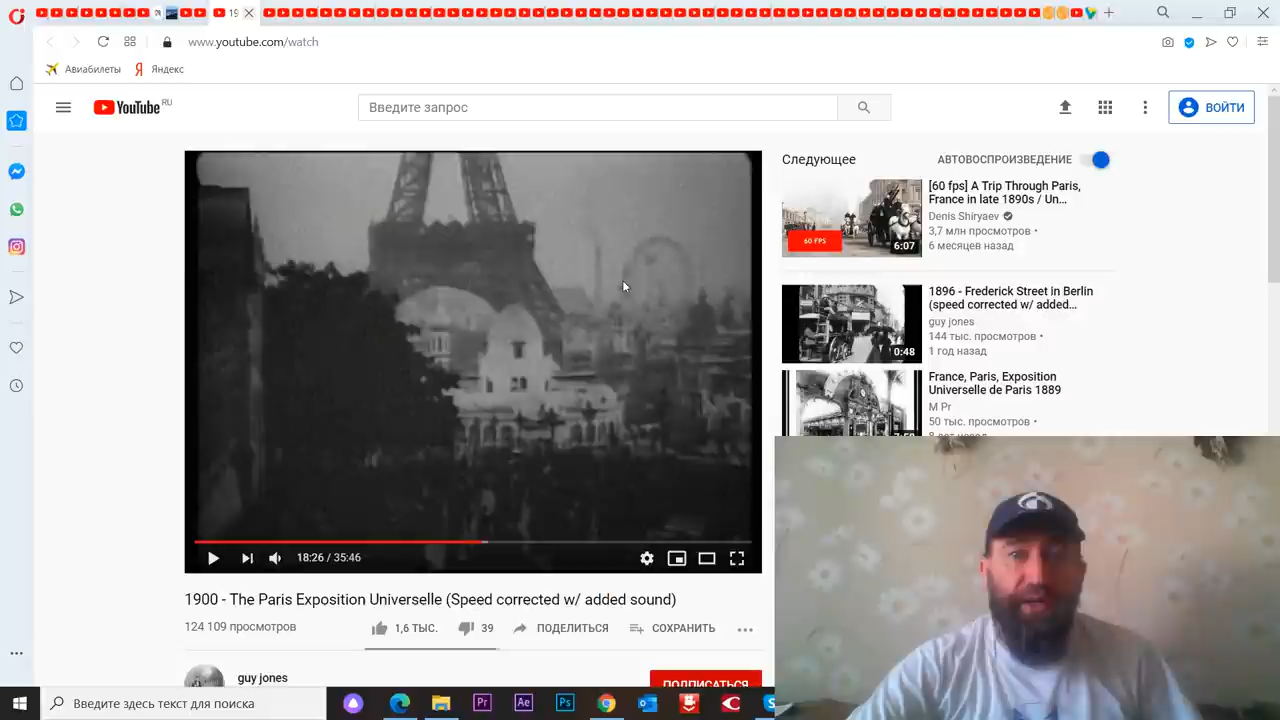 19
www.youtube.com/watch
Авиабилеты
Яндекс
YouTube RU
Введите запрос
ВОЙТИ
Следующее
АВТОВОСПРОИЗВЕДЕНИЕ
[60 fps] A Trip Through Paris,
France in late 1890s / Un...
Denis Shiryaev
3,7 млн просмотров •
6 месяцев назад
60 FPS
6:07
1896 - Frederick Street in Berlin
(speed corrected w/ added...
guy jones
144 тыс. просмотров •
1 год назад
0:48
France, Paris, Exposition
Universelle de Paris 1889
M Pr
50 тыс. просмотров •
18:26 / 35:46
1900 - The Paris Exposition Universelle (Speed corrected w/ added sound)
124 109 просмотров
1,6 ТЫС.
39
ПОДЕЛИТЬСЯ
СОХРАНИТЬ
guy jones
ПОДПИСАТЬСЯ
Введите здесь текст для поиска
Pr
Ae
Ps